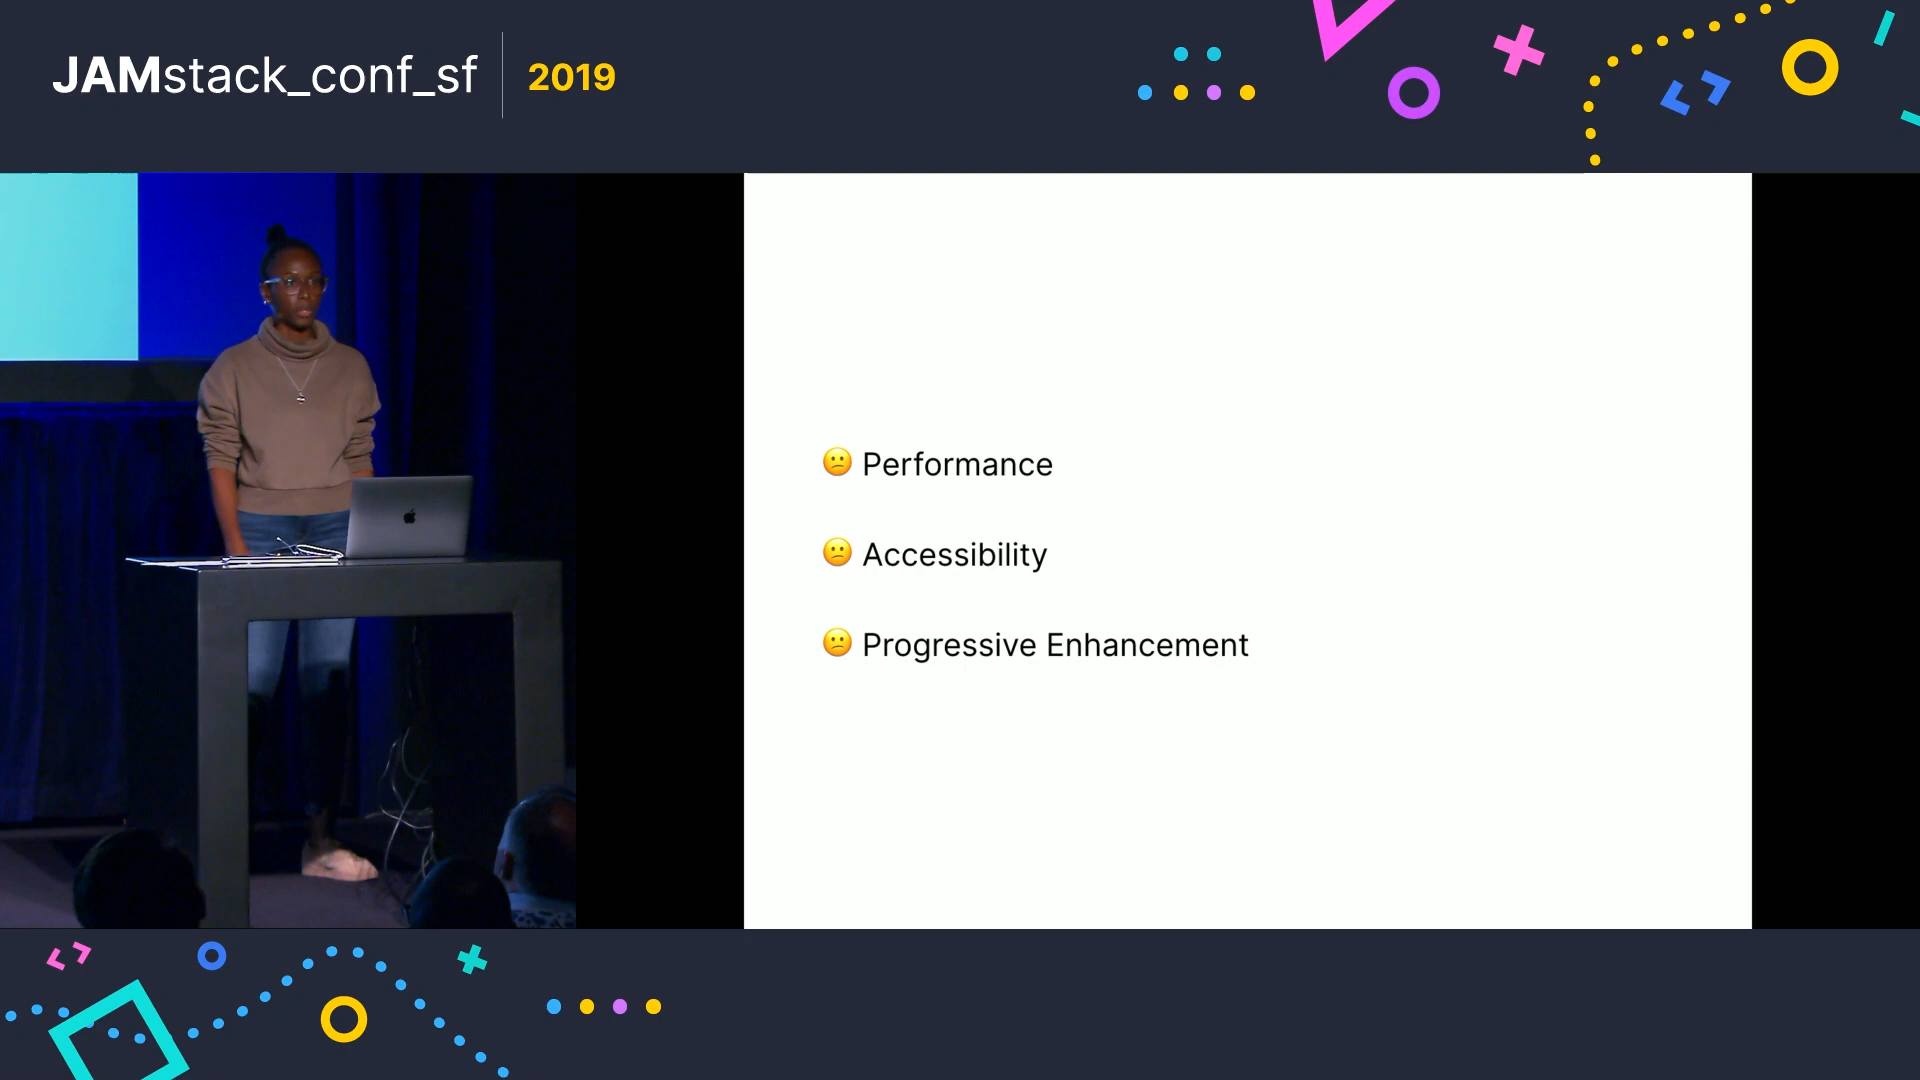 JAMstack_conf_sf
2019
😕 Performance
😕 Accessibility
😕 Progressive Enhancement